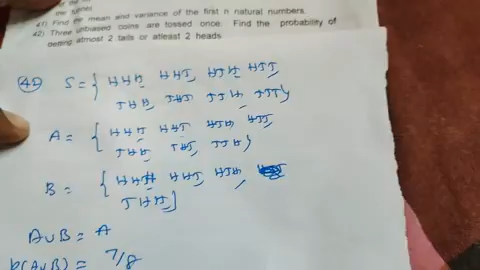 the tunnel.
41) Find the mean and variance of the first n natural numbers.
42) Three unbiased coins are tossed once. Find the probability of
getting atmost 2 tails or atleast 2 heads
42 S = { HHH HHT HTH HTT
THH THT TTH TTT }
A = { HHH HHT HTH HTT
THH THT TTH }
B = { HHH HHT HTH
THH }
A∪B = A
P(A∪B) = 7/8